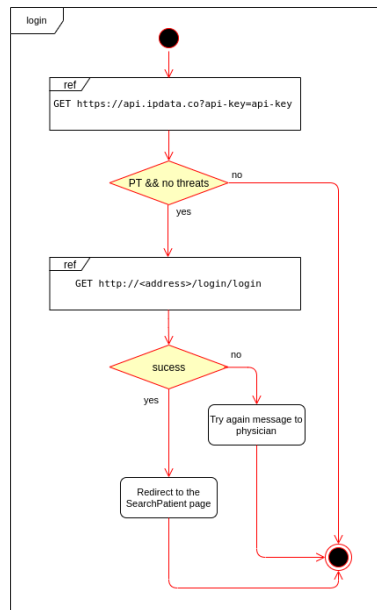 login
ref
GET https://api.ipdata.co?api-key=api-key
PT && no threats
no
yes
ref
GET http://<address>/login/login
sucess
no
yes
Try again message to
physician
Redirect to the
SearchPatient page